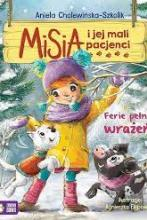 Aniela Cholewińska-Szkolik
Misia
i jej mali
pacjenci
Ferie pełne
wrażeń